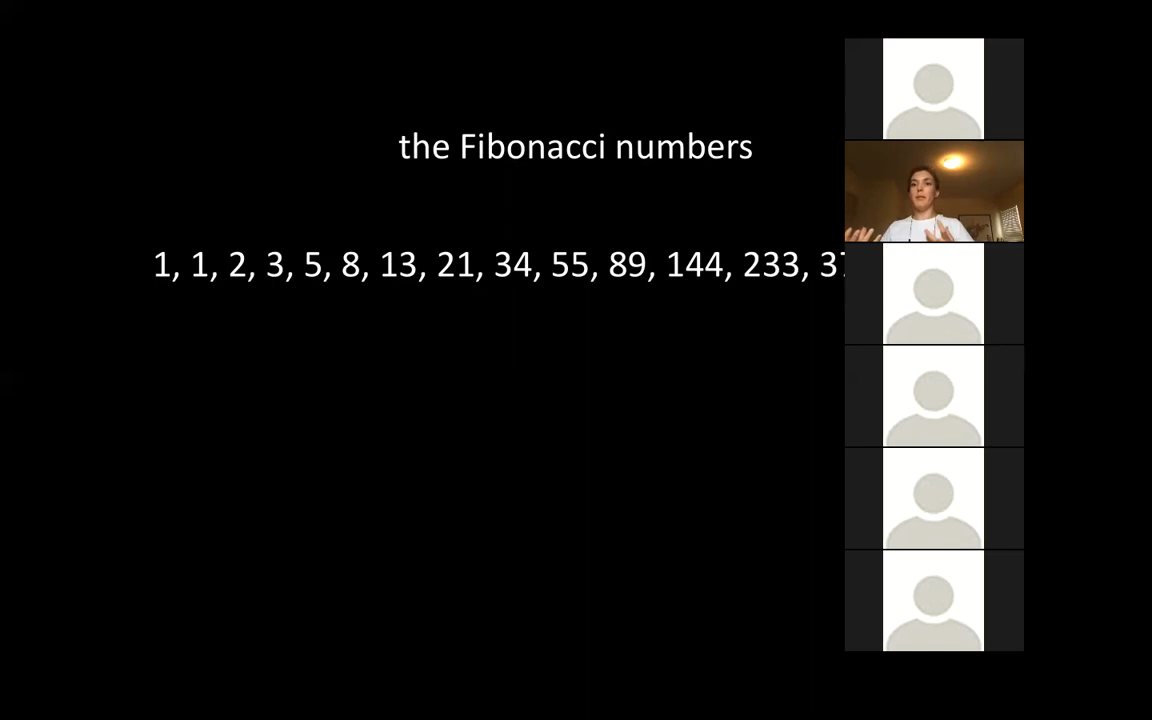 the Fibonacci numbers
1, 1, 2, 3, 5, 8, 13, 21, 34, 55, 89, 144, 233,